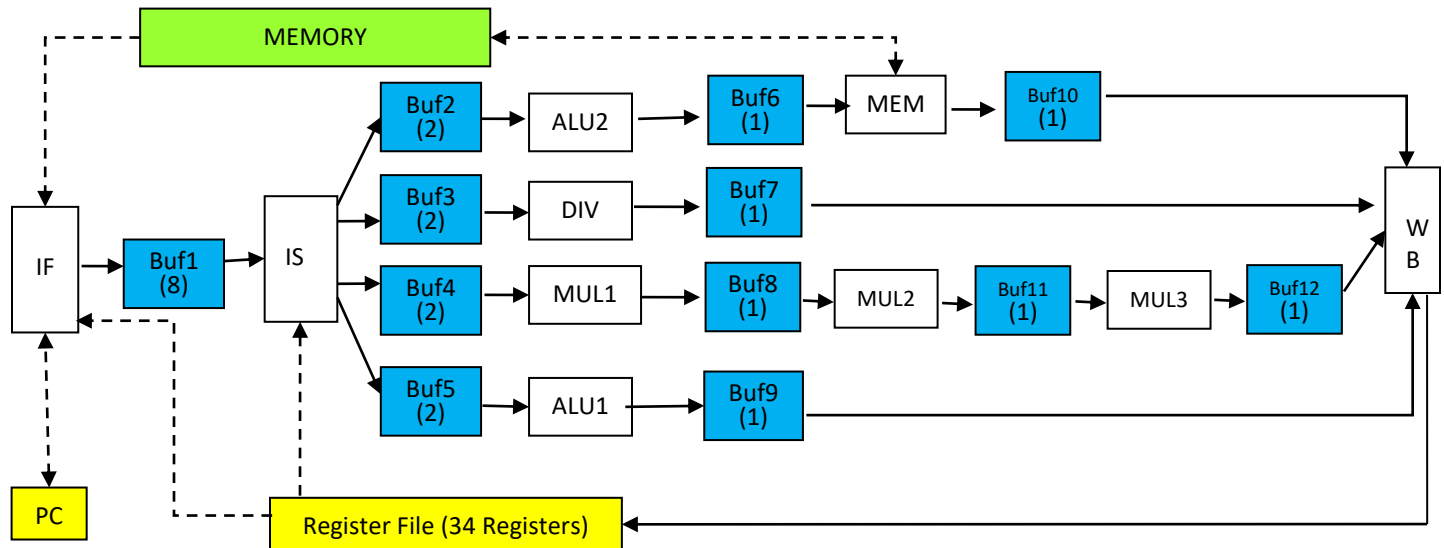 MEMORY
Buf2
(2)
ALU2
Buf6
(1)
MEM
Buf10
(1)
Buf3
(2)
DIV
Buf7
(1)
IF
Buf1
(8)
IS
Buf4
(2)
MUL1
Buf8
(1)
MUL2
Buf11
(1)
MUL3
Buf12
(1)
W
B
Buf5
(2)
ALU1
Buf9
(1)
PC
Register File (34 Registers)